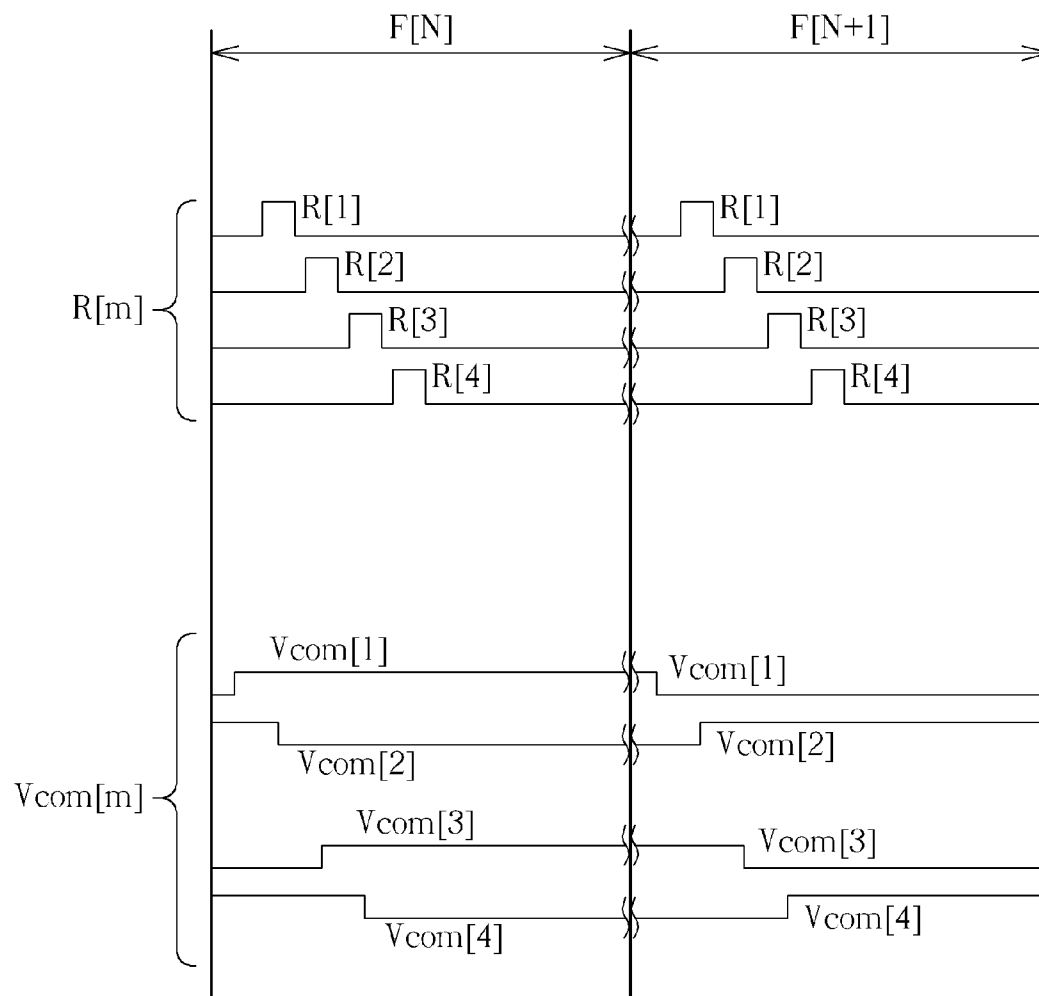 F[N] F[N+1]
R[1] R[1]
R[2] R[2]
R[m] R[3] R[3]
R[4] R[4]
Vcom[1] Vcom[1]
Vcom[2] Vcom[2]
Vcom[m]
Vcom[3] Vcom[3]
Vcom[4] Vcom[4]